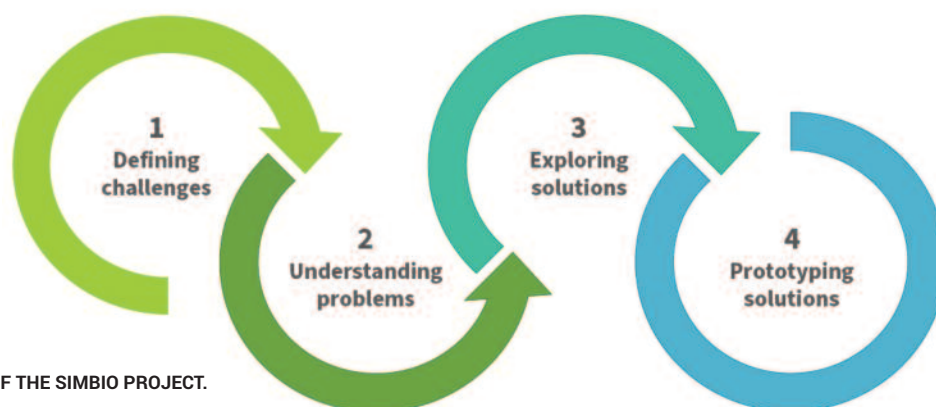 1
Defining
challenges
2
Understanding
problems
3
Exploring
solutions
4
Prototyping
solutions
THE SIMBIO PROJECT.